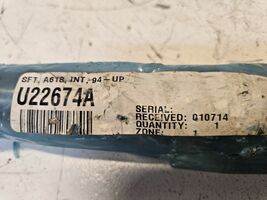 SFT, A618, INT, 94-UP
U22674A
SERIAL:
RECEIVED: Q10714
QUANTITY: 1
ZONE: 1